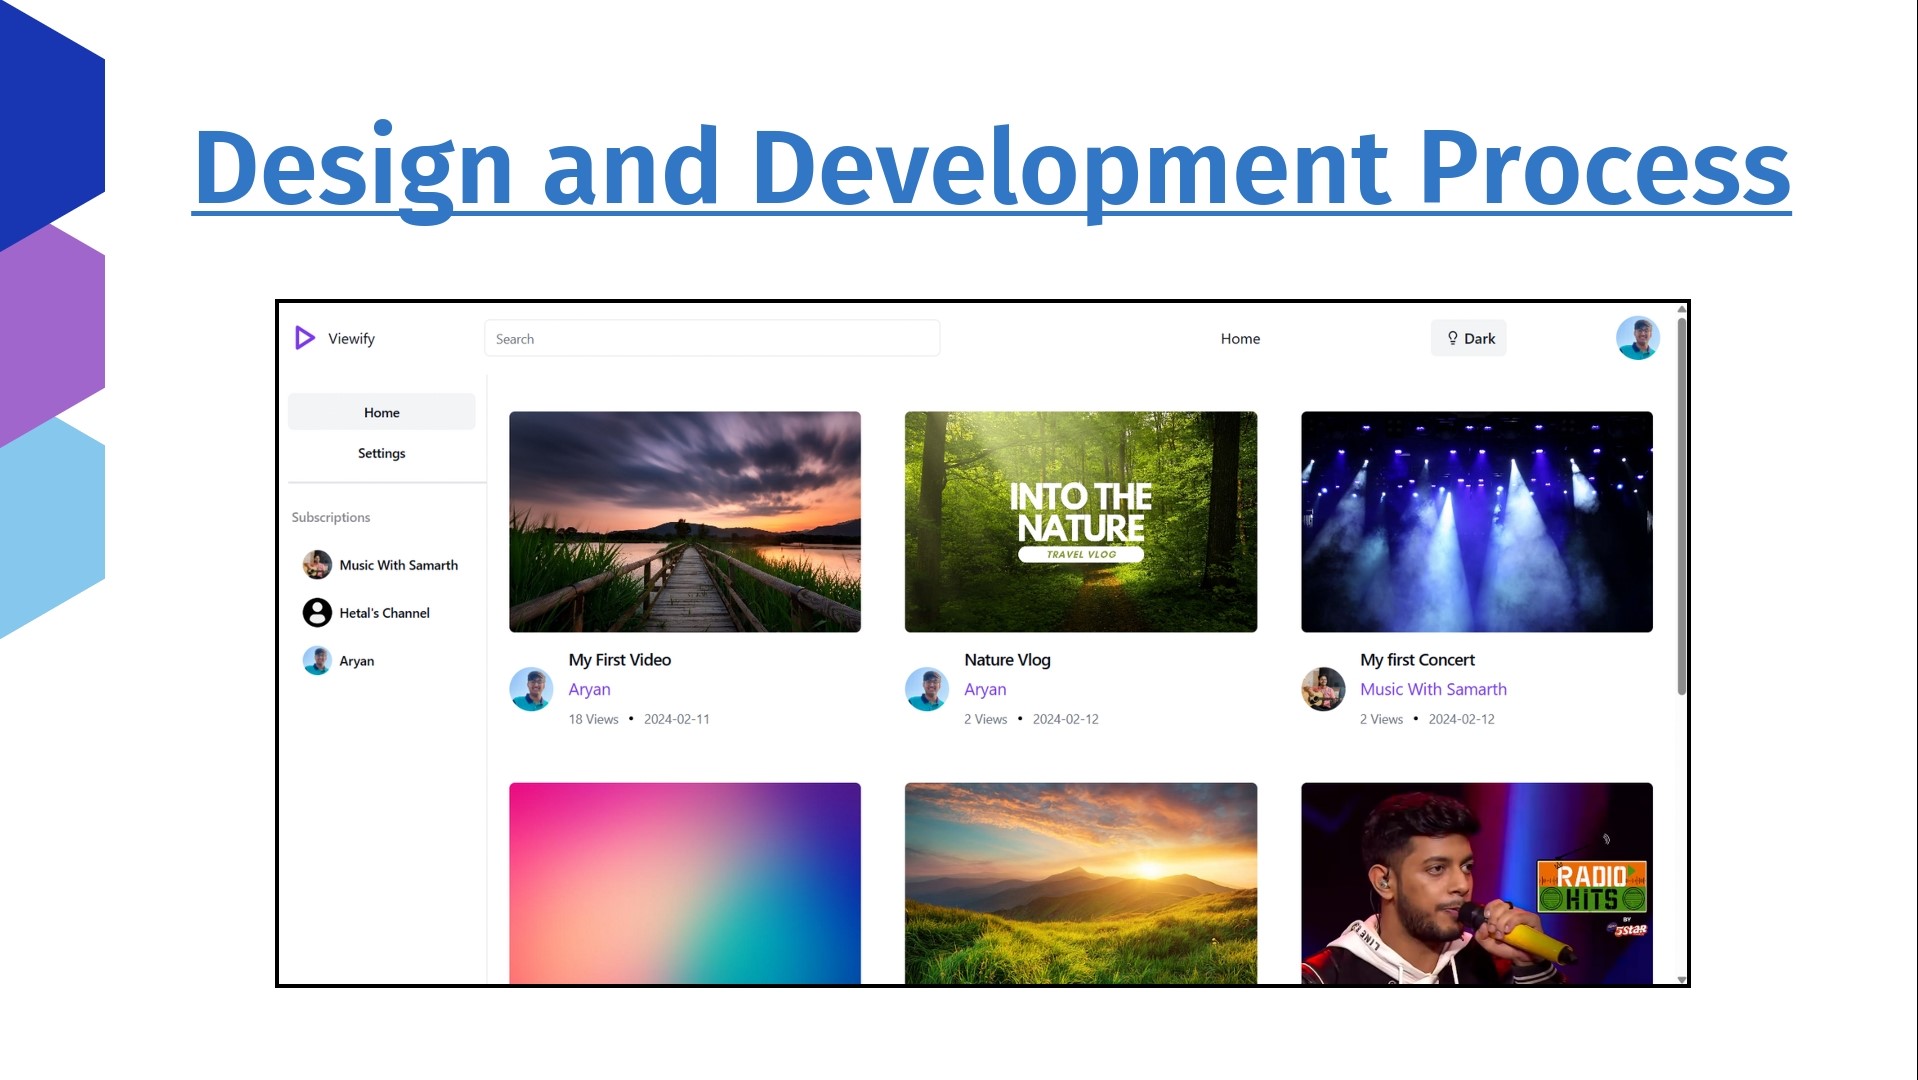 Design and Development Process
Viewify
Search
Home
Dark
Home
Settings
Subscriptions
Music With Samarth
Hetal's Channel
Aryan
INTO THE
NATURE
TRAVEL VLOG
My First Video
Aryan
18 Views • 2024-02-11
Nature Vlog
Aryan
2 Views • 2024-02-12
My first Concert
Music With Samarth
2 Views • 2024-02-12
RADIO
HiTS
BY
5STAR